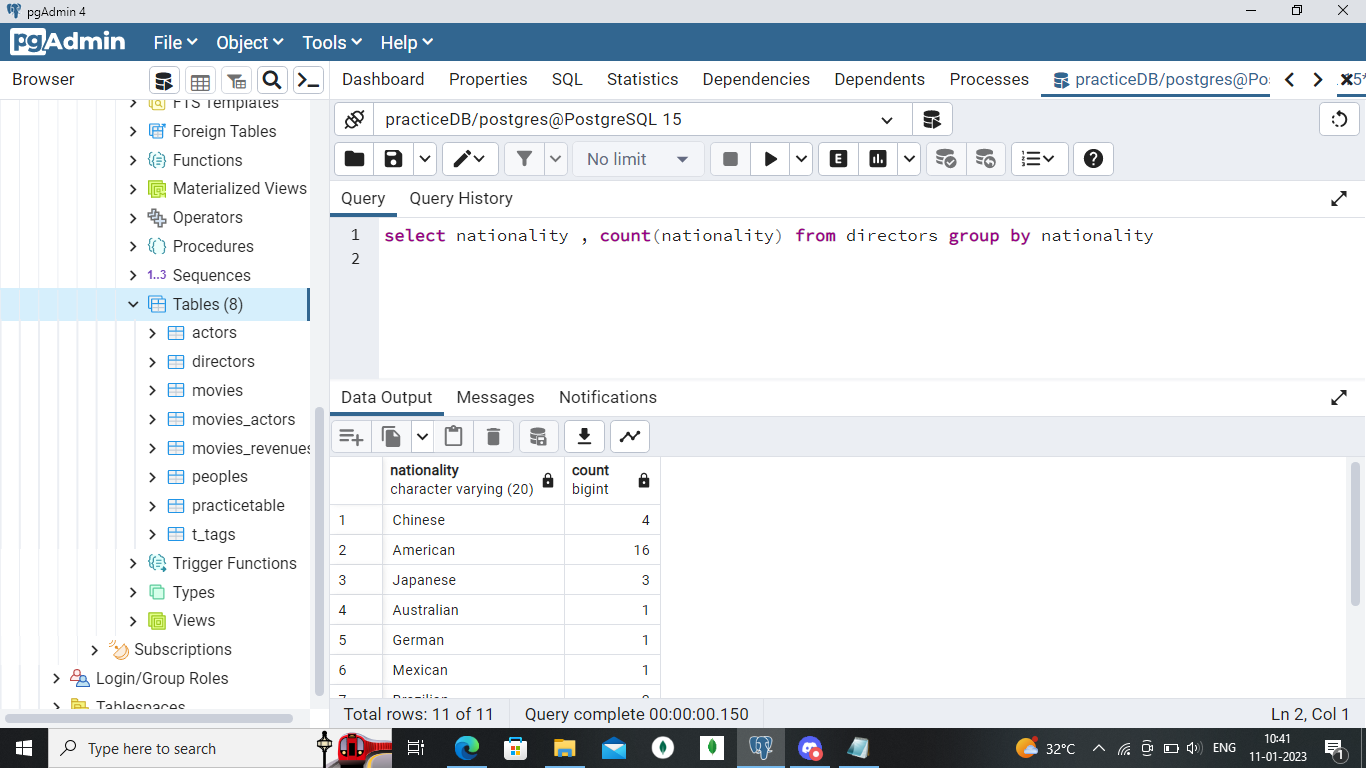 pgAdmin 4
pgAdmin File Object Tools Help
Browser
Dashboard Properties SQL Statistics Dependencies Dependents Processes practiceDB/postgres@Po
FTS Templates
Foreign Tables
Functions
Materialized Views
Operators
Procedures
1..3 Sequences
Tables (8)
actors
directors
movies
movies_actors
movies_revenues
peoples
practicetable
t_tags
Trigger Functions
Types
Views
Subscriptions
Login/Group Roles
Tablespaces
practiceDB/postgres@PostgreSQL 15
No limit E
Query Query History
1 select nationality , count(nationality) from directors group by nationality
2
Data Output Messages Notifications
nationality count
character varying (20) bigint
1 Chinese 4
2 American 16
3 Japanese 3
4 Australian 1
5 German 1
6 Mexican 1
Total rows: 11 of 11 Query complete 00:00:00.150 Ln 2, Col 1
Type here to search
32°C ENG
10:41
11-01-2023
1